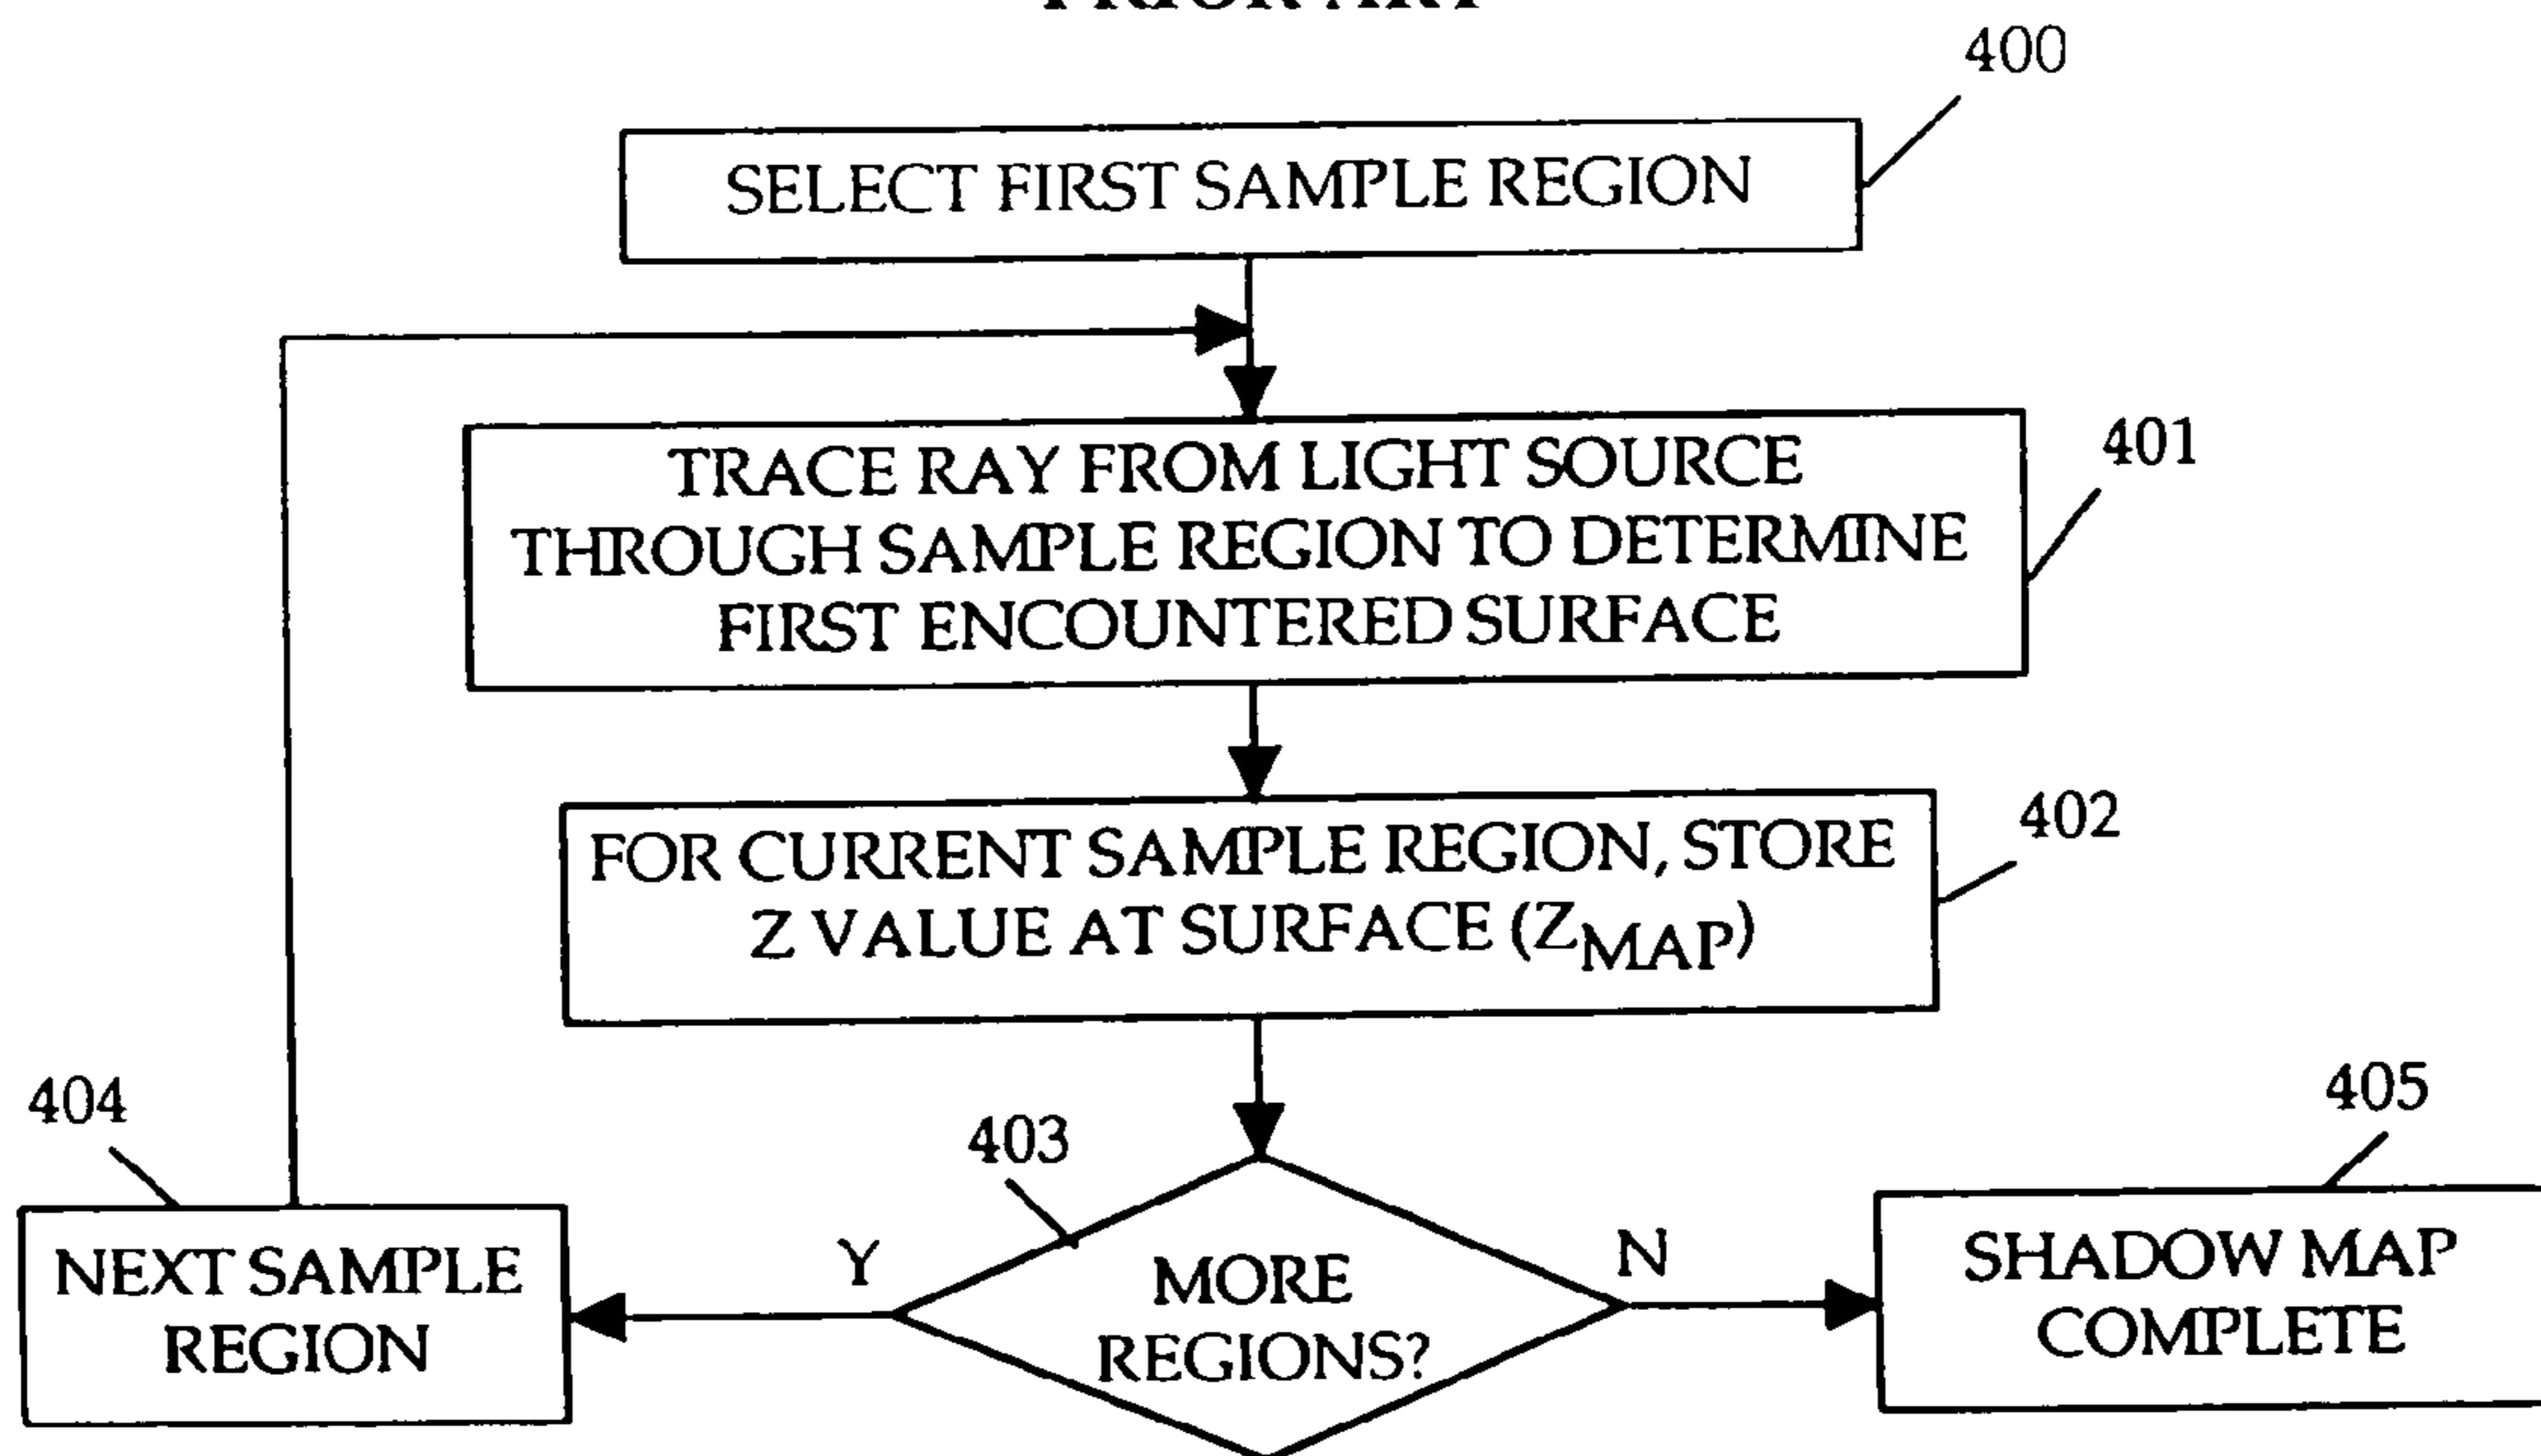 PRIOR ART
400
SELECT FIRST SAMPLE REGION
401
TRACE RAY FROM LIGHT SOURCE
THROUGH SAMPLE REGION TO DETERMINE
FIRST ENCOUNTERED SURFACE
402
FOR CURRENT SAMPLE REGION, STORE
Z VALUE AT SURFACE (ZMAP)
404
403
405
Y
N
NEXT SAMPLE
REGION
MORE
REGIONS?
SHADOW MAP
COMPLETE